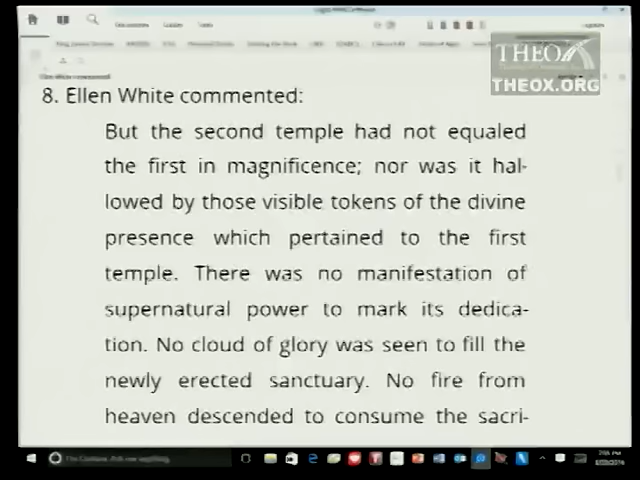 THEOX
THEOX.ORG
8. Ellen White commented:
But the second temple had not equaled
the first in magnificence; nor was it hal-
lowed by those visible tokens of the divine
presence which pertained to the first
temple. There was no manifestation of
supernatural power to mark its dedica-
tion. No cloud of glory was seen to fill the
newly erected sanctuary. No fire from
heaven descended to consume the sacri-